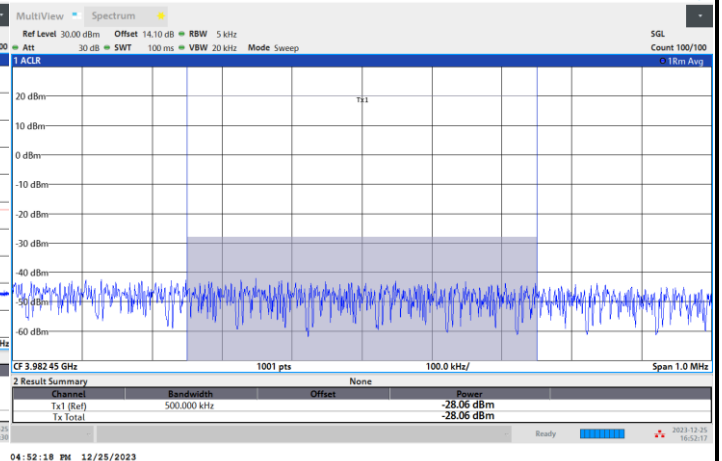 MultiView Spectrum
Ref Level 30.00 dBm Offset 14.10 dB RBW 5 kHz SGL
00 Att 30 dB SWT 100 ms VBW 20 kHz Mode Sweep Count 100/100
1 ACLR 1Rm Avg
Tx1
20 dBm
10 dBm
0 dBm
-10 dBm
-20 dBm
-30 dBm
-40 dBm
-50 dBm
-60 dBm
Hz
CF 3.982 45 GHz 1001 pts 100.0 kHz/ Span 1.0 MHz
2 Result Summary None
Channel Bandwidth Offset Power
Tx1 (Ref) 500.000 kHz -28.06 dBm
Tx Total -28.06 dBm
Ready 2023-12-25
16:52:17
04:52:18 PM 12/25/2023